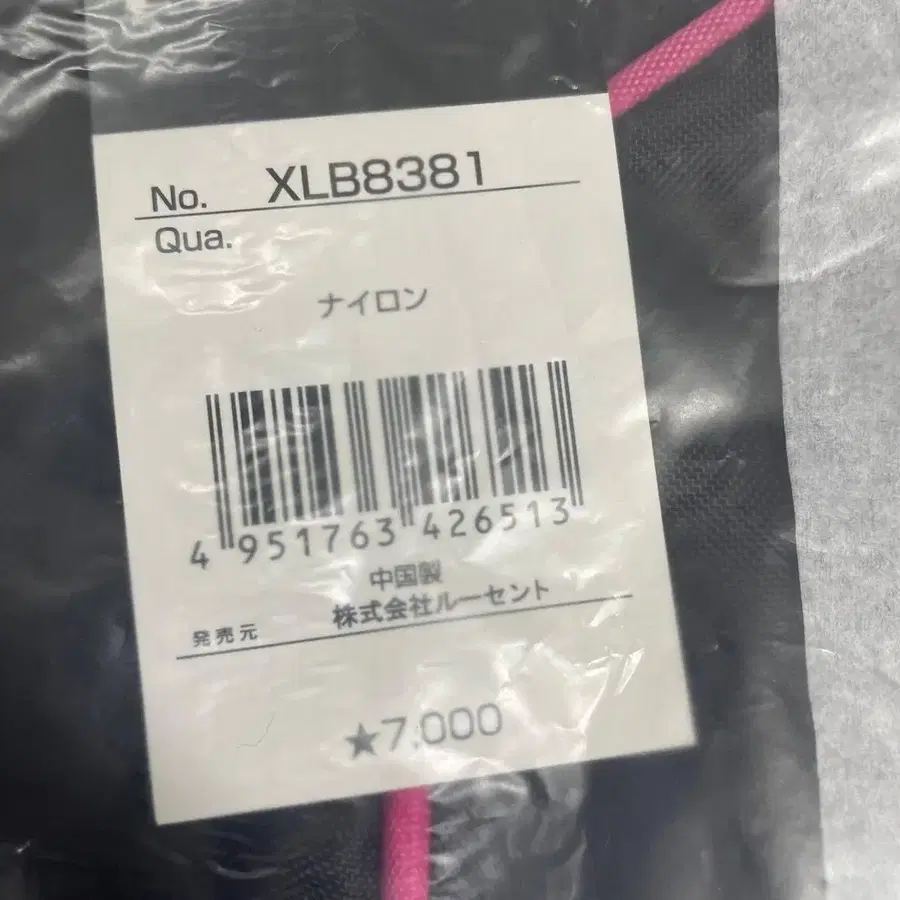 No. XLB8381
Qua.
ナイロン
4 951763 426513
中国製
発売元 株式会社ルーセント
★7,000